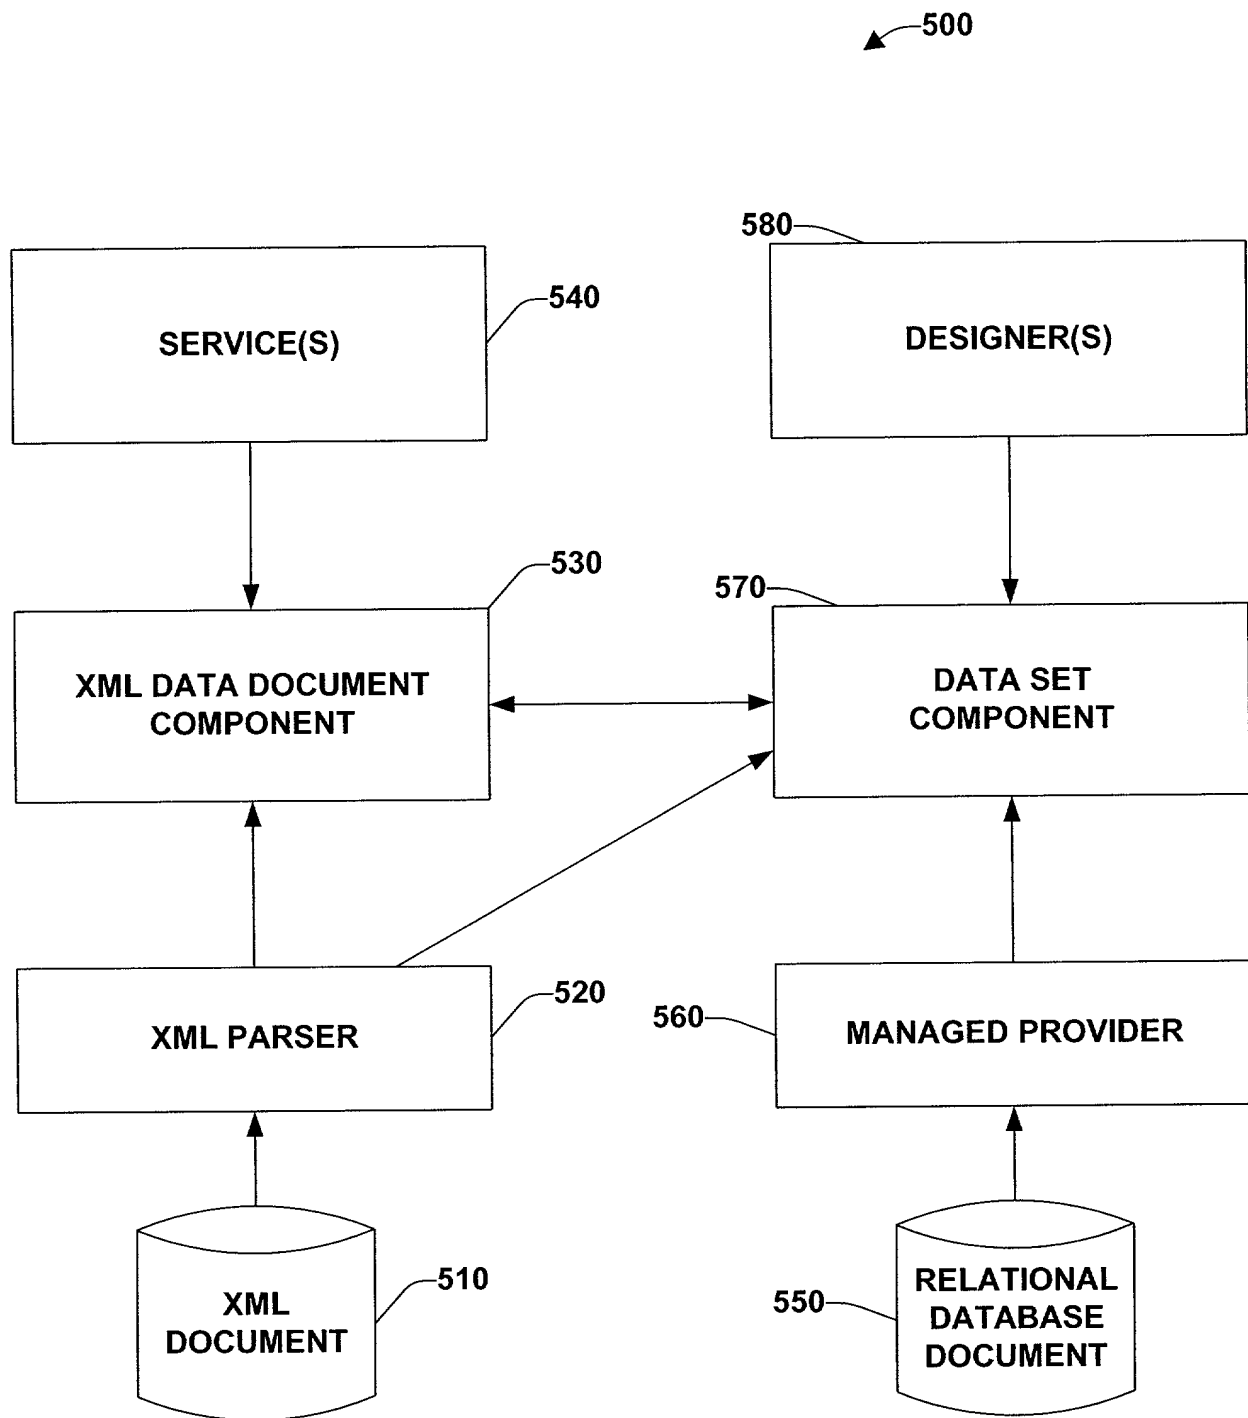 500
580
540
SERVICE(S)
DESIGNER(S)
530
570
XML DATA DOCUMENT
COMPONENT
DATA SET
COMPONENT
520
560
XML PARSER
MANAGED PROVIDER
510
XML
DOCUMENT
550
RELATIONAL
DATABASE
DOCUMENT